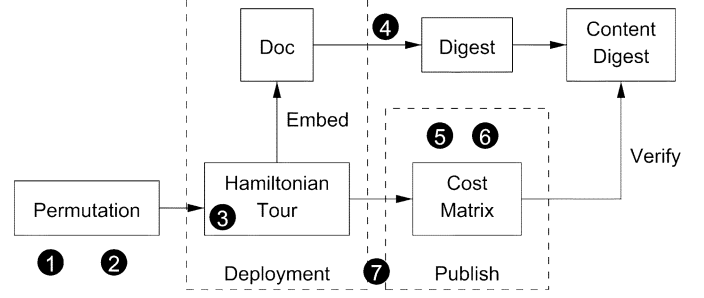 Doc
4
Digest
Content
Digest
Embed
5 6
Verify
Permutation
Hamiltonian
Tour
3
Cost
Matrix
1 2
Deployment
7
Publish